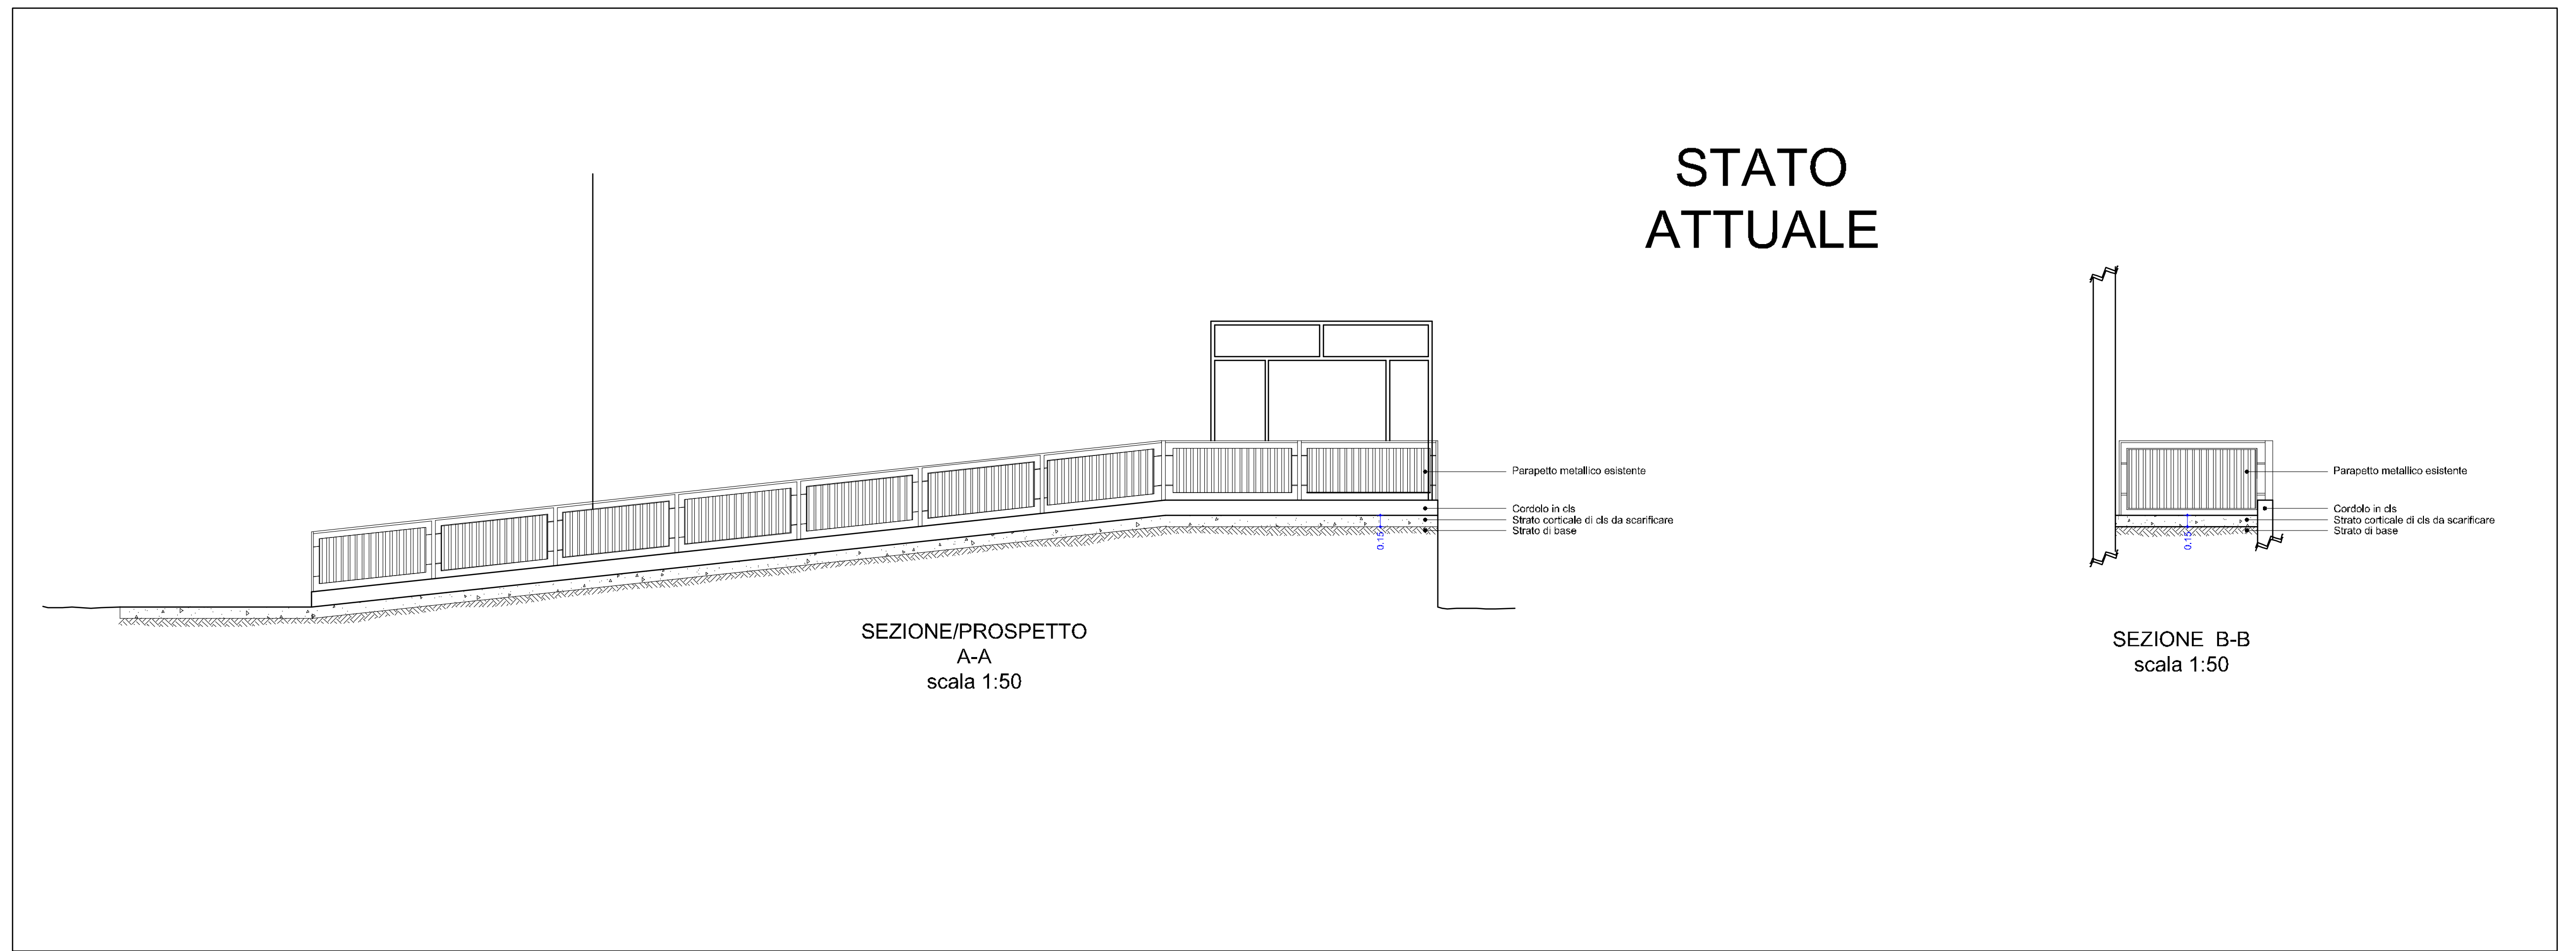 STATO
ATTUALE
Parapetto metallico esistente
Cordolo in cls
Strato corticale di cls da scarificare
Strato di base
0.15
SEZIONE/PROSPETTO
A-A
scala 1:50
Parapetto metallico esistente
Cordolo in cls
Strato corticale di cls da scarificare
Strato di base
0.15
SEZIONE B-B
scala 1:50